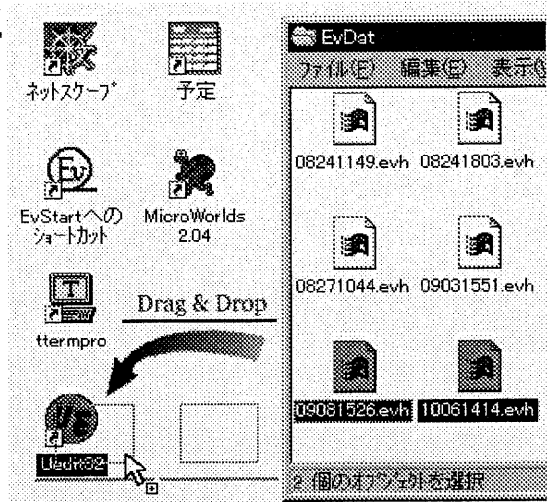 ネットスケープ
予定
EvStartへの
ショートカット
MicroWorlds
2.04
ttermpro
Drag & Drop
Uedit32
EvDat
ファイル(F) 編集(E) 表示(V
08241149.evh 08241803.evh
08271044.evh 09031551.evh
09081526.evh 10061414.evh
2 個のオブジェクトを選択